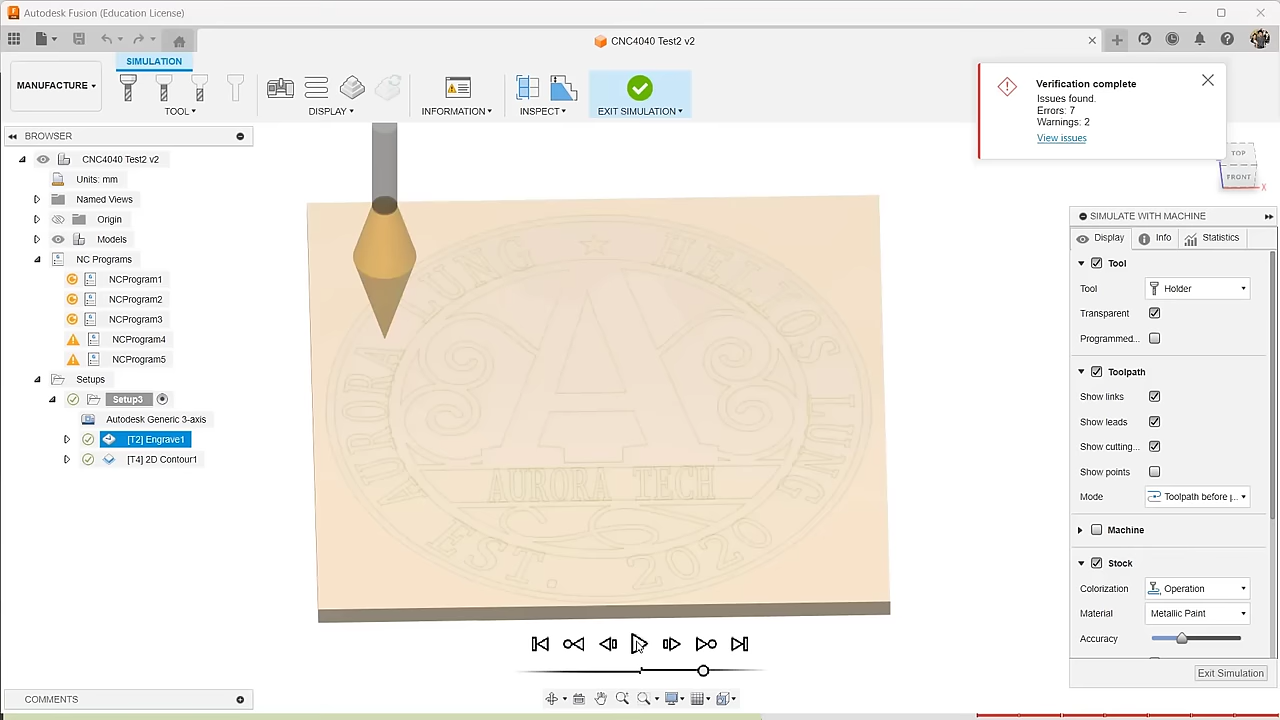 Autodesk Fusion (Education License)
CNC4040 Test2 v2
MANUFACTURE
SIMULATION
TOOL
DISPLAY
INFORMATION
INSPECT
EXIT SIMULATION
Verification complete
Issues found.
Errors: 7
Warnings: 2
View issues
TOP
FRONT
X
BROWSER
CNC4040 Test2 v2
Units: mm
Named Views
Origin
Models
NC Programs
NCProgram1
NCProgram2
NCProgram3
NCProgram4
NCProgram5
Setups
Setup3
Autodesk Generic 3-axis
[T2] Engrave1
[T4] 2D Contour1
AURORA LUNG HELLIOS LUNG
A
AURORA TECH
EST. 2020
SIMULATE WITH MACHINE
Display
Info
Statistics
Tool
Tool Holder
Transparent
Programmed...
Toolpath
Show links
Show leads
Show cutting...
Show points
Mode Toolpath before p...
Machine
Stock
Colorization Operation
Material Metallic Paint
Accuracy
Exit Simulation
COMMENTS